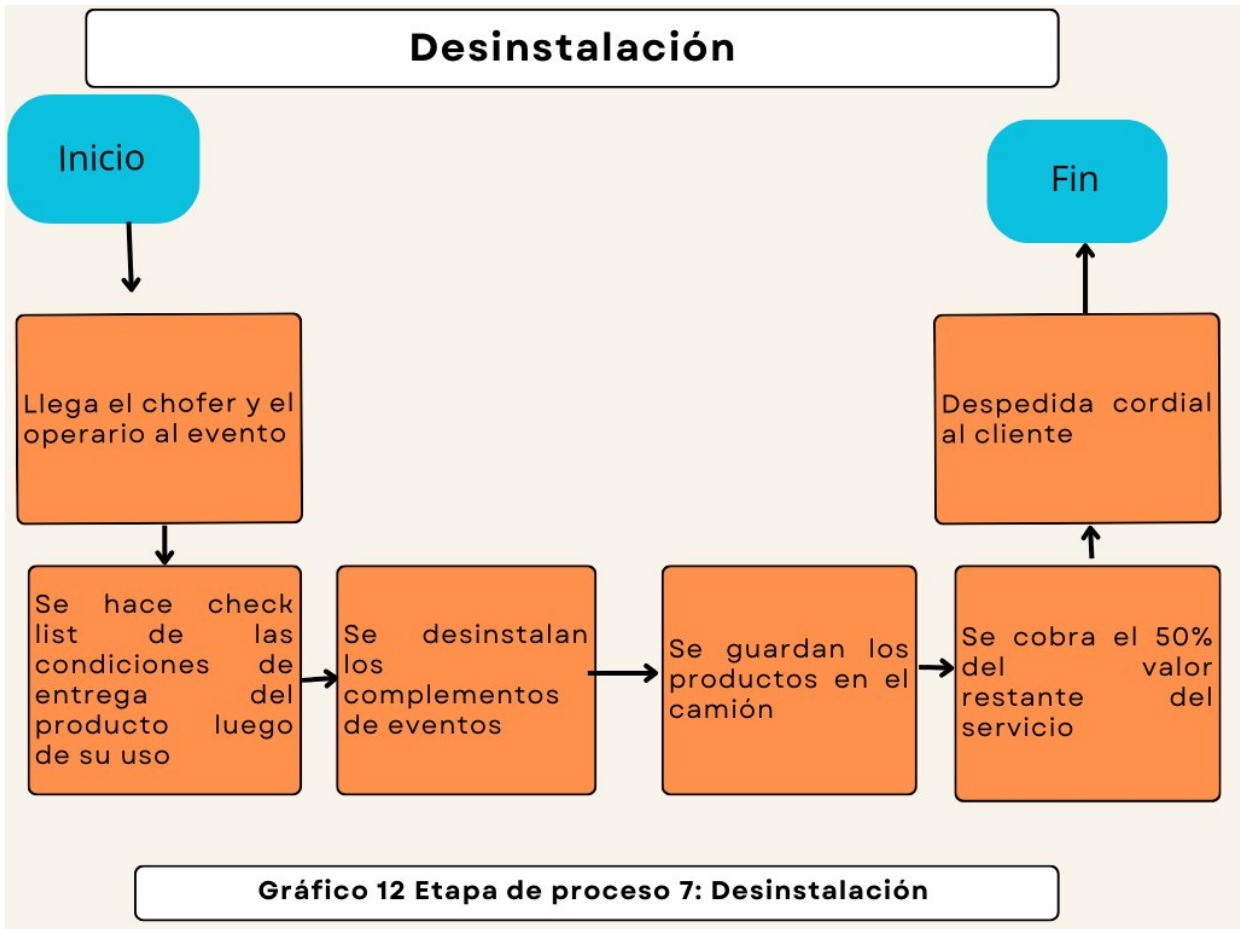 Desinstalación
Inicio
Fin
Llega el chofer y el
operario al evento
Despedida cordial
al cliente
Se hace check
list de las
condiciones de
entrega del
producto luego
de su uso
Se desinstalan
los
complementos
de eventos
Se guardan los
productos en el
camión
Se cobra el 50%
del valor
restante del
servicio
Gráfico 12 Etapa de proceso 7: Desinstalación